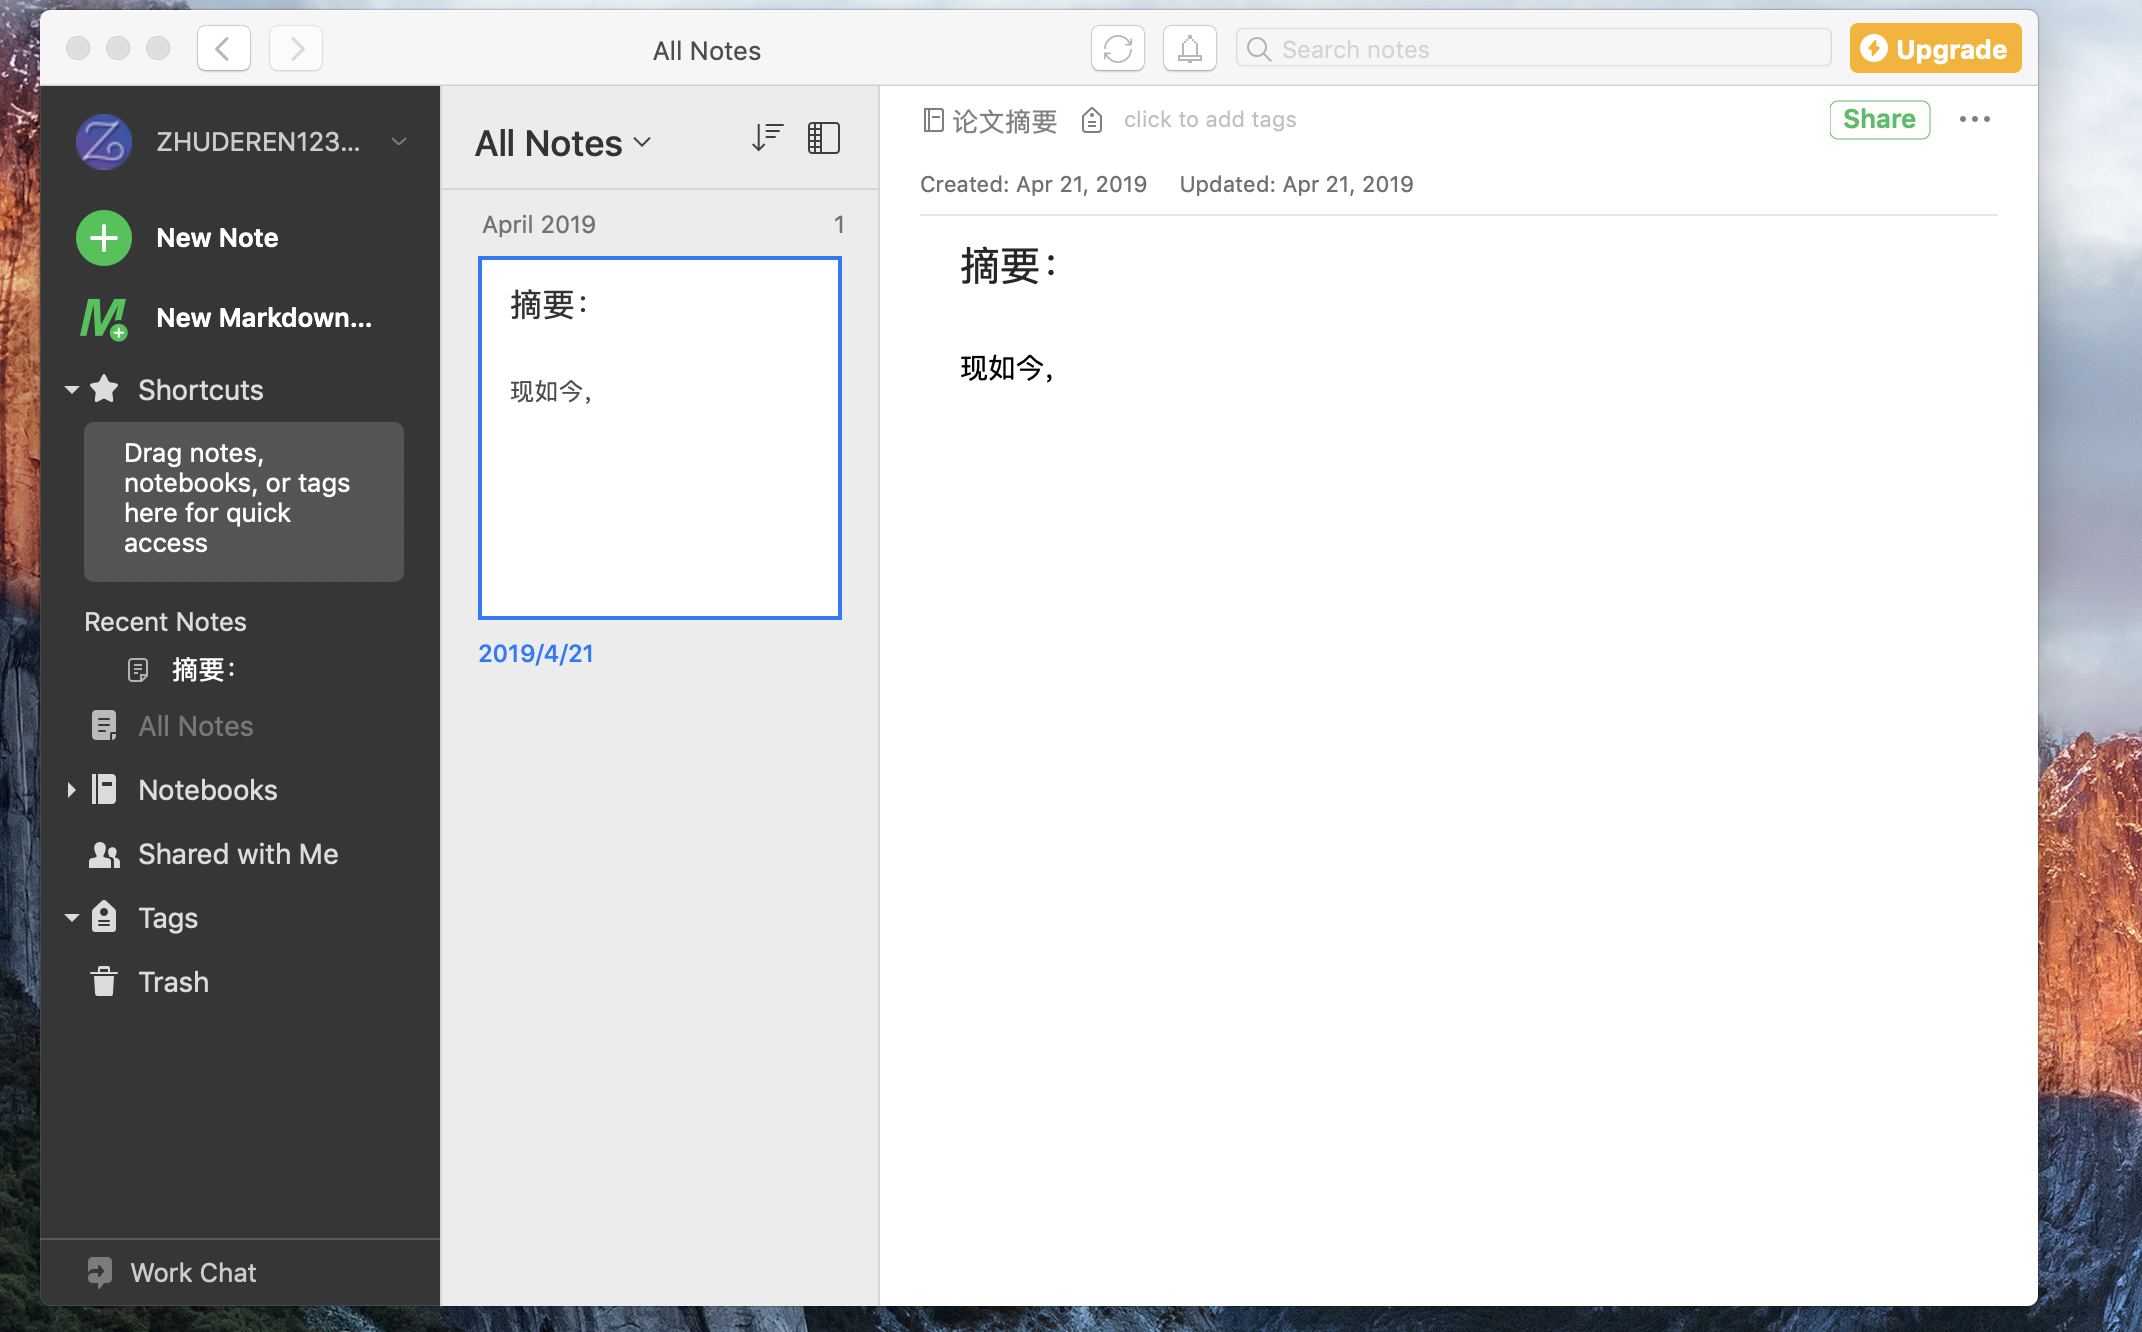 All Notes
Search notes
Upgrade
ZHUDEREN123...
New Note
New Markdown...
Shortcuts
Drag notes,
notebooks, or tags
here for quick
access
Recent Notes
摘要：
All Notes
Notebooks
Shared with Me
Tags
Trash
Work Chat
All Notes
April 2019 1
摘要：
现如今，
2019/4/21
论文摘要 click to add tags
Share
Created: Apr 21, 2019 Updated: Apr 21, 2019
摘要：
现如今，